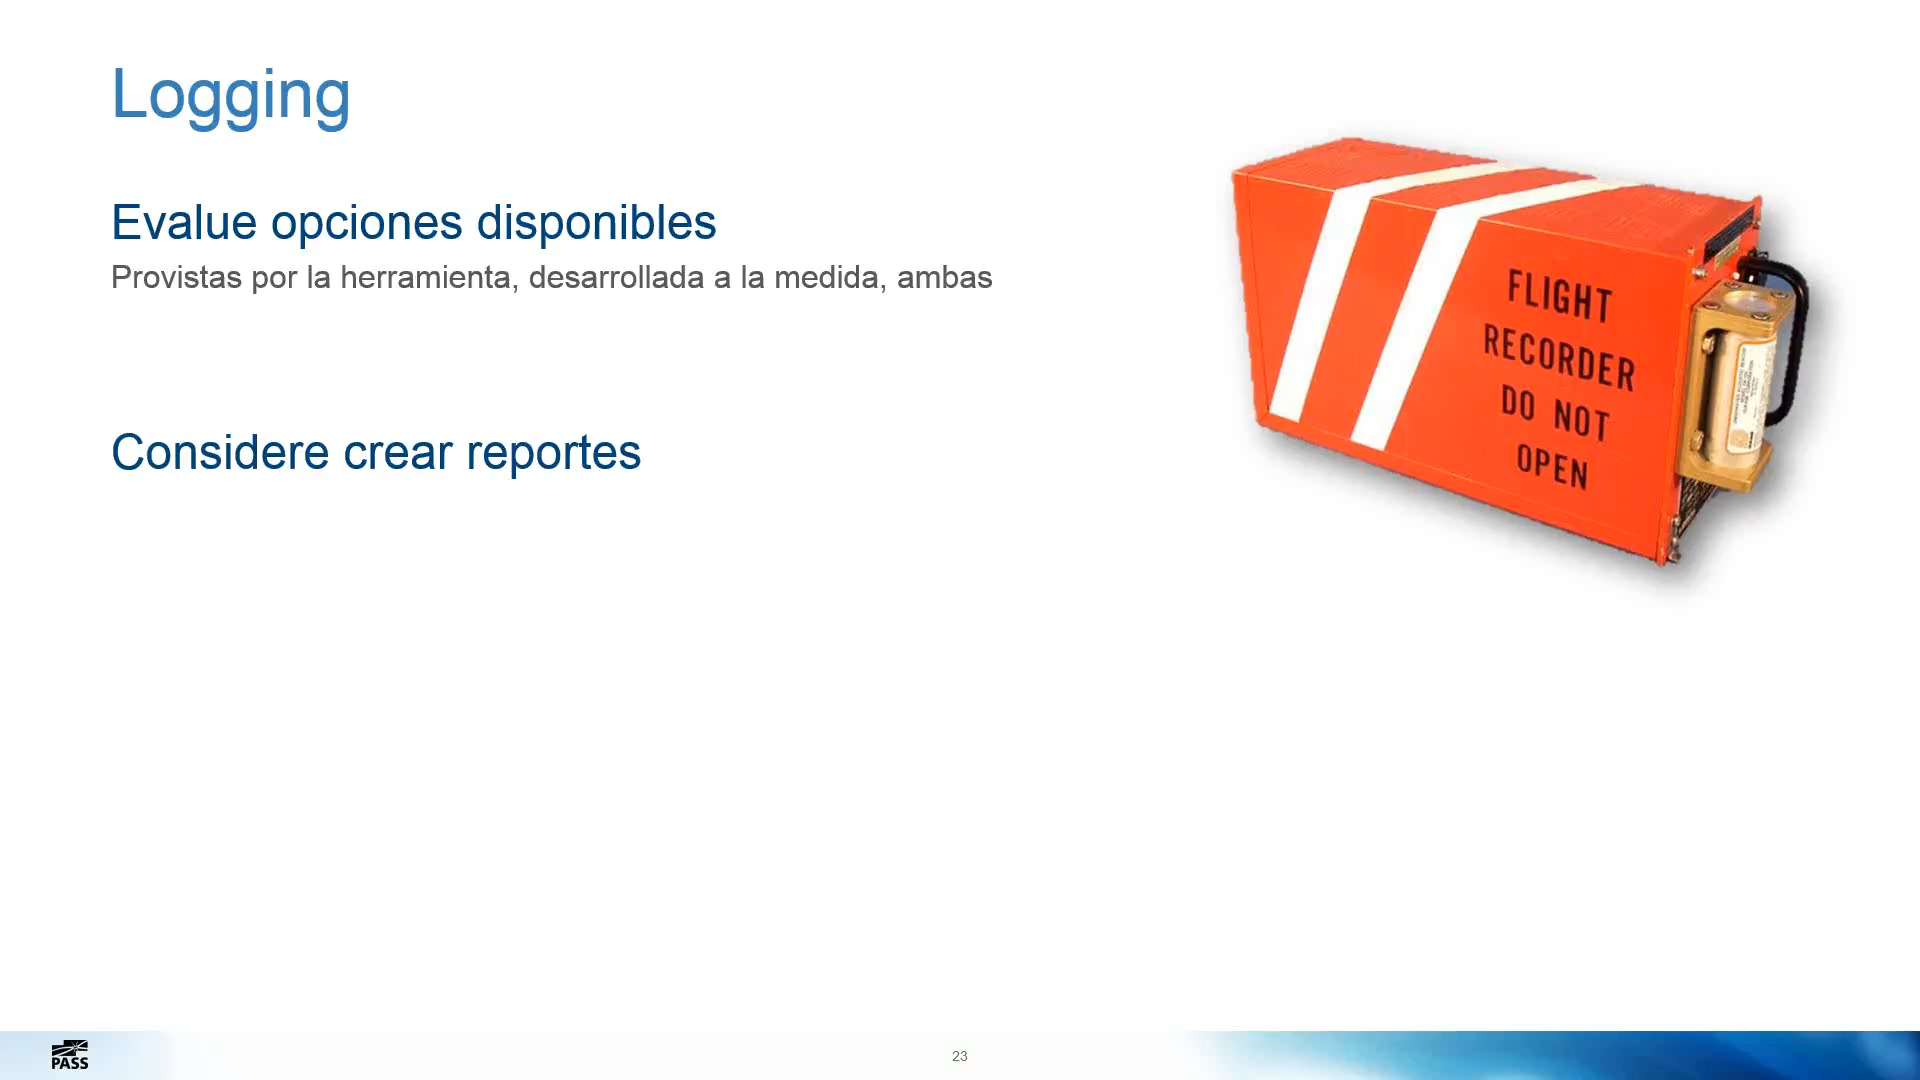 Logging
Evalue opciones disponibles
Provistas por la herramienta, desarrollada a la medida, ambas
Considere crear reportes
FLIGHT
RECORDER
DO NOT
OPEN
PASS
23